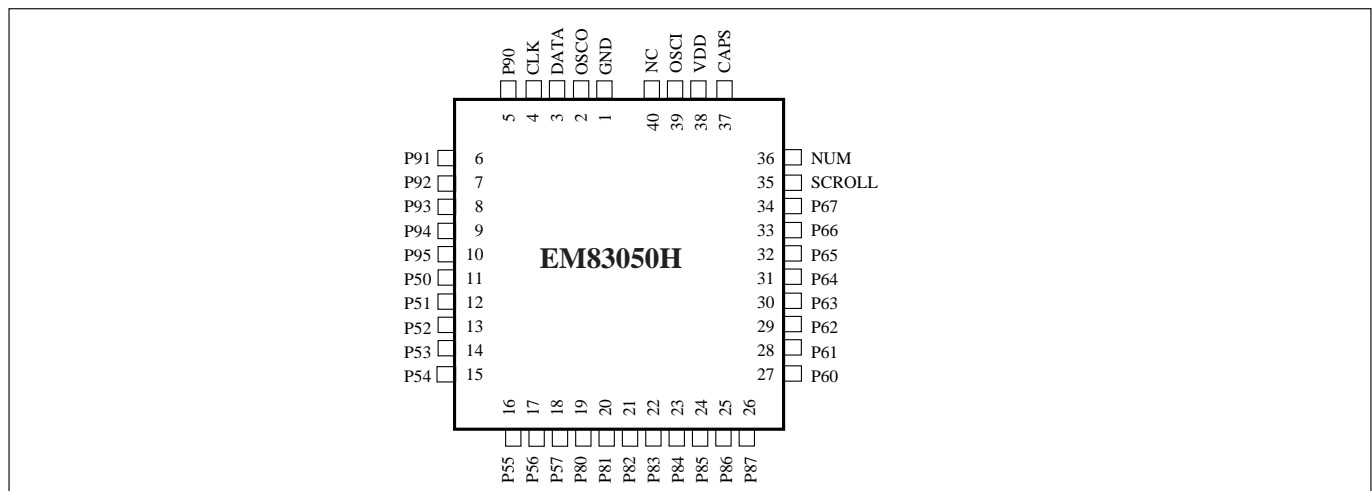 P90 CLK DATA OSCO GND NC OSCI VDD CAPS
5 4 3 2 1 40 39 38 37
P91 6 36 NUM
P92 7 35 SCROLL
P93 8 34 P67
P94 9 33 P66
P95 10 32 P65
EM83050H
P50 11 31 P64
P51 12 30 P63
P52 13 29 P62
P53 14 28 P61
P54 15 27 P60
16 17 18 19 20 21 22 23 24 25 26
P55 P56 P57 P80 P81 P82 P83 P84 P85 P86 P87